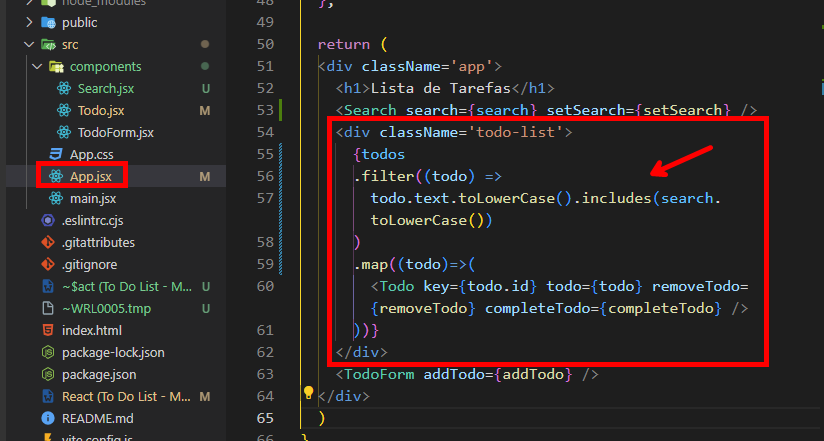 node_modules
public
src
components
Search.jsx U
Todo.jsx M
TodoForm.jsx
App.css
App.jsx M
main.jsx
.eslintrc.cjs
.gitattributes
.gitignore
~$act (To Do List - M... U
~WRL0005.tmp U
index.html
package-lock.json
package.json
React (To Do List - M... M
README.md
vite.config.js
48 };
49
50 return (
51 <div className='app'>
52 <h1>Lista de Tarefas</h1>
53 <Search search={search} setSearch={setSearch} />
54 <div className='todo-list'>
55 {todos
56 .filter((todo) =>
57 todo.text.toLowerCase().includes(search.
toLowerCase())
58 )
59 .map((todo)=>(
60 <Todo key={todo.id} todo={todo} removeTodo=
{removeTodo} completeTodo={completeTodo} />
61 ))}
62 </div>
63 <TodoForm addTodo={addTodo} />
64 </div>
65 )
66 }